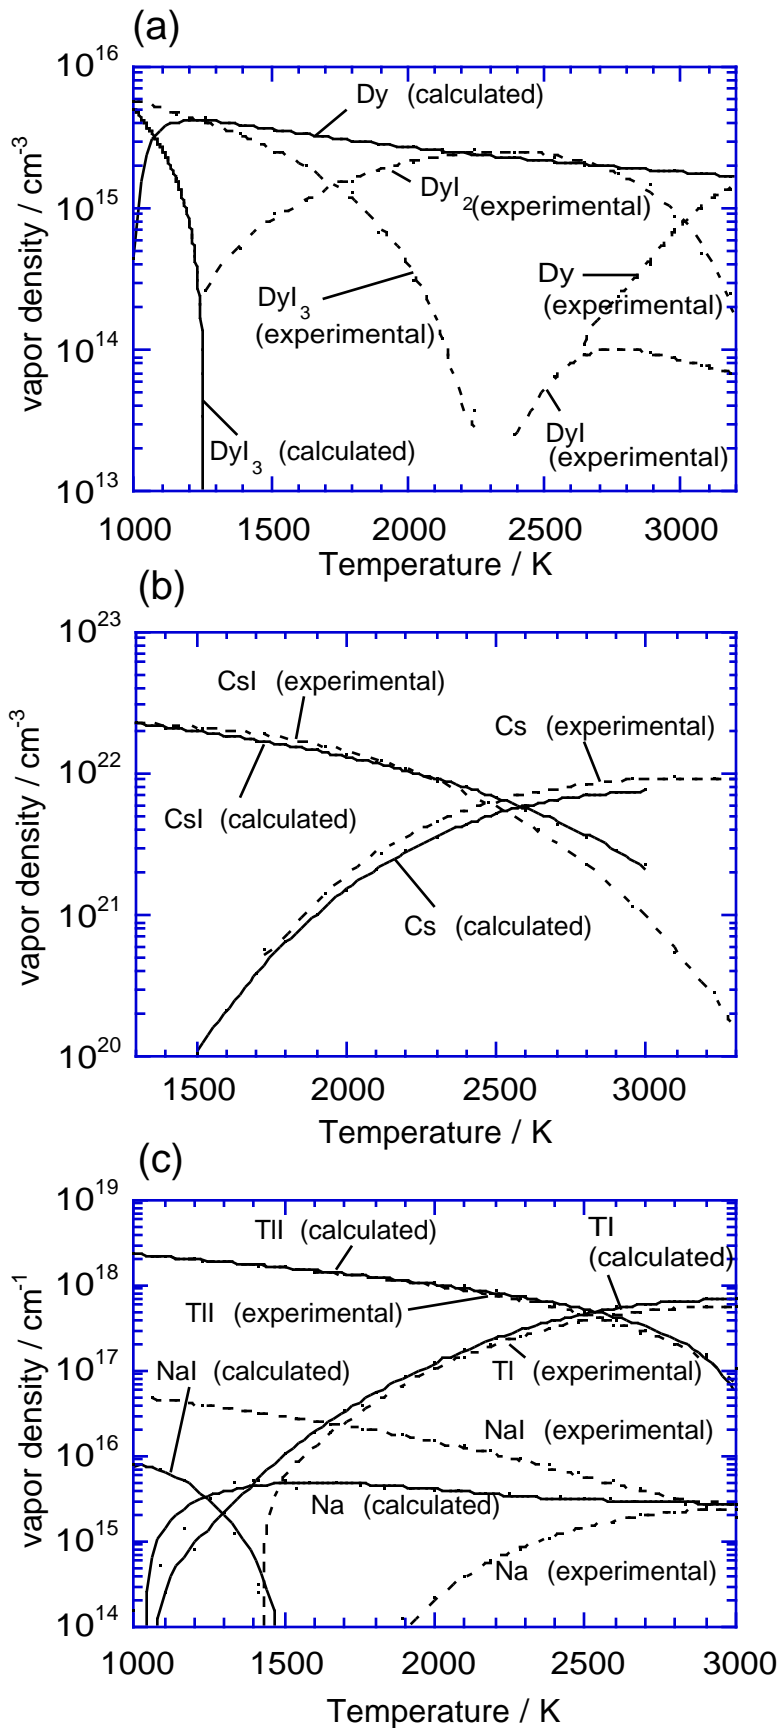 (a)
10^16
Dy (calculated)
10^15
DyI_2 (experimental)
Dy
(experimental)
DyI_3
(experimental)
10^14
DyI
(experimental)
DyI_3 (calculated)
10^13
vapor density / cm^-3
1000 1500 2000 2500 3000
Temperature / K
(b)
10^23
CsI (experimental)
Cs (experimental)
10^22
CsI (calculated)
10^21
Cs (calculated)
10^20
vapor density / cm^-3
1500 2000 2500 3000
Temperature / K
(c)
10^19
TlI (calculated)
Tl
(calculated)
10^18
TlI (experimental)
10^17
NaI (calculated)
Tl (experimental)
NaI (experimental)
10^16
Na (calculated)
10^15
Na (experimental)
10^14
vapor density / cm^-1
1000 1500 2000 2500 3000
Temperature / K